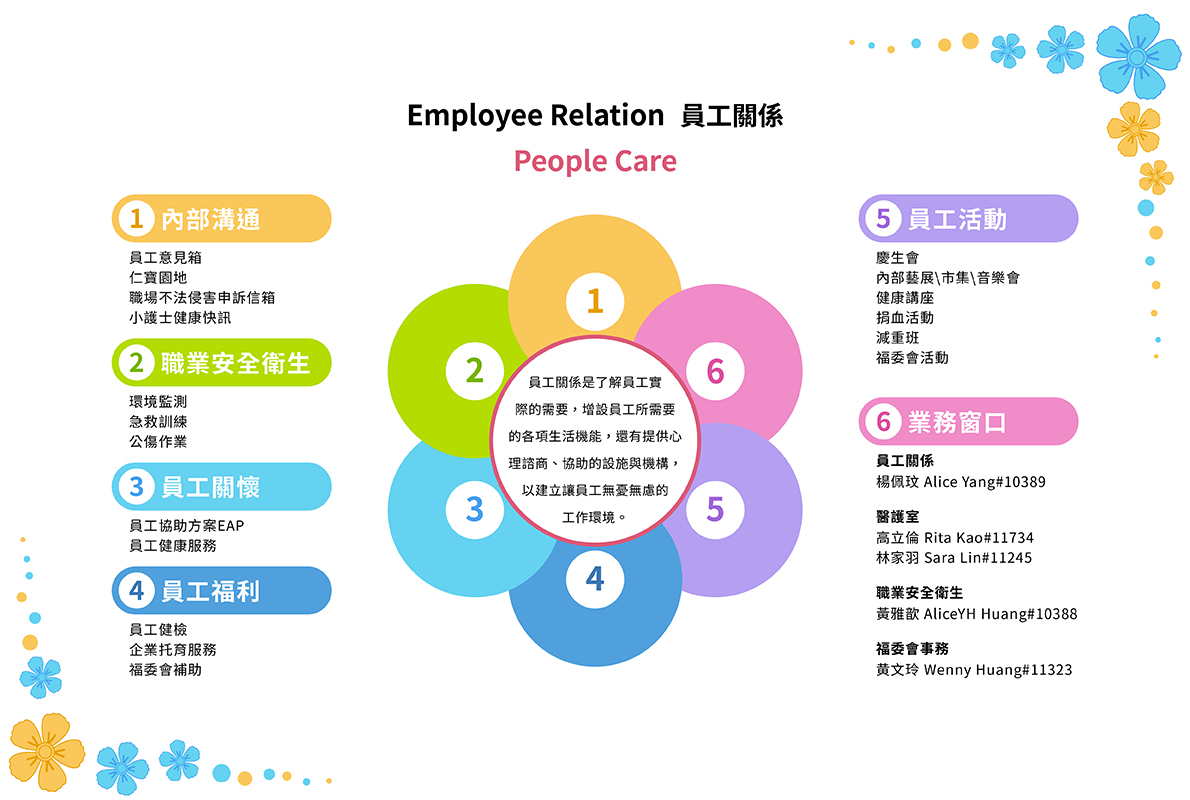 Employee Relation 員工關係
People Care
1 內部溝通
員工意見箱
仁寶園地
職場不法侵害申訴信箱
小護士健康快訊
2 職業安全衛生
環境監測
急救訓練
公傷作業
3 員工關懷
員工協助方案EAP
員工健康服務
4 員工福利
員工健檢
企業托育服務
福委會補助
1
2
3
4
5
6
員工關係是了解員工實
際的需要，增設員工所需要
的各項生活機能，還有提供心
理諮商、協助的設施與機構，
以建立讓員工無憂無慮的
工作環境。
5 員工活動
慶生會
內部藝展\市集\音樂會
健康講座
捐血活動
減重班
福委會活動
6 業務窗口
員工關係
楊佩玟 Alice Yang#10389
醫護室
高立倫 Rita Kao#11734
林家羽 Sara Lin#11245
職業安全衛生
黃雅歆 AliceYH Huang#10388
福委會事務
黄文玲 Wenny Huang#11323